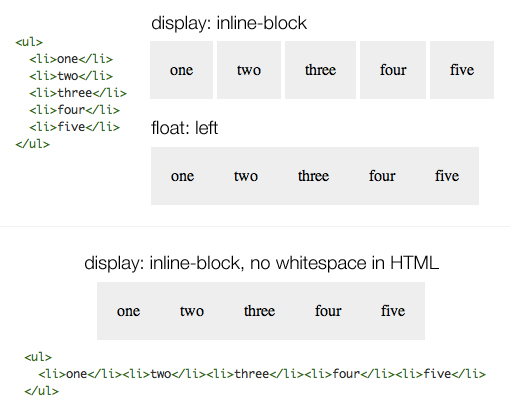 display: inline-block
<ul>
<li>one</li>
<li>two</li>
<li>three</li>
<li>four</li>
<li>five</li>
</ul>
one two three four five
float: left
one two three four five
display: inline-block, no whitespace in HTML
one two three four five
<ul>
<li>one</li><li>two</li><li>three</li><li>four</li><li>five</li>
</ul>